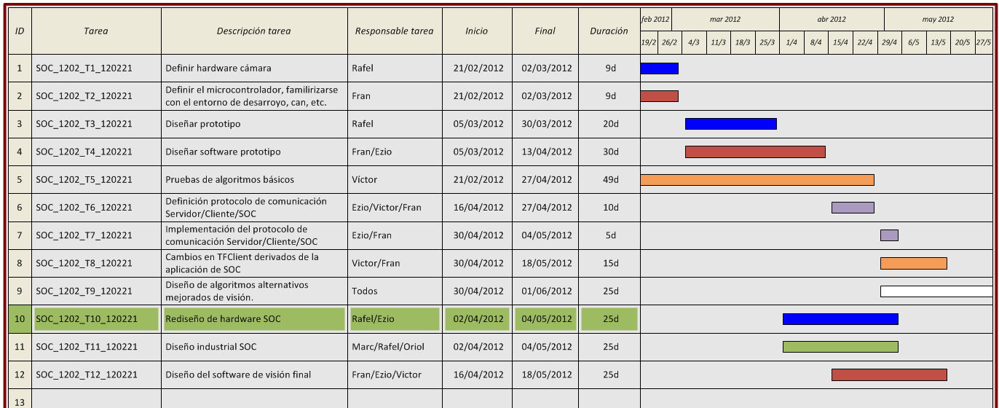 ID Tarea Descripción tarea Responsable tarea Inicio Final Duración feb 2012 mar 2012 abr 2012 may 2012
19/2 26/2 4/3 11/3 18/3 25/3 1/4 8/4 15/4 22/4 29/4 6/5 13/5 20/5 27/5
1 SOC_1202_T1_120221 Definir hardware cámara Rafel 21/02/2012 02/03/2012 9d
2 SOC_1202_T2_120221 Definir el microcontrolador, familirizarse
con el entorno de desarroyo, can, etc. Fran 21/02/2012 02/03/2012 9d
3 SOC_1202_T3_120221 Diseñar prototipo Rafel 05/03/2012 30/03/2012 20d
4 SOC_1202_T4_120221 Diseñar software prototipo Fran/Ezio 05/03/2012 13/04/2012 30d
5 SOC_1202_T5_120221 Pruebas de algoritmos básicos Víctor 21/02/2012 27/04/2012 49d
6 SOC_1202_T6_120221 Definición protocolo de comunicación
Servidor/Cliente/SOC Ezio/Victor/Fran 16/04/2012 27/04/2012 10d
7 SOC_1202_T7_120221 Implementación del protocolo de
comunicación Servidor/Cliente/SOC Ezio/Fran 30/04/2012 04/05/2012 5d
8 SOC_1202_T8_120221 Cambios en TFClient derivados de la
aplicación de SOC Victor/Fran 30/04/2012 18/05/2012 15d
9 SOC_1202_T9_120221 Diseño de algoritmos alternativos
mejorados de visión. Todos 30/04/2012 01/06/2012 25d
10 SOC_1202_T10_120221 Rediseño de hardware SOC Rafel/Ezio 02/04/2012 04/05/2012 25d
11 SOC_1202_T11_120221 Diseño industrial SOC Marc/Rafel/Oriol 02/04/2012 04/05/2012 25d
12 SOC_1202_T12_120221 Diseño del software de visión final Fran/Ezio/Victor 16/04/2012 18/05/2012 25d
13